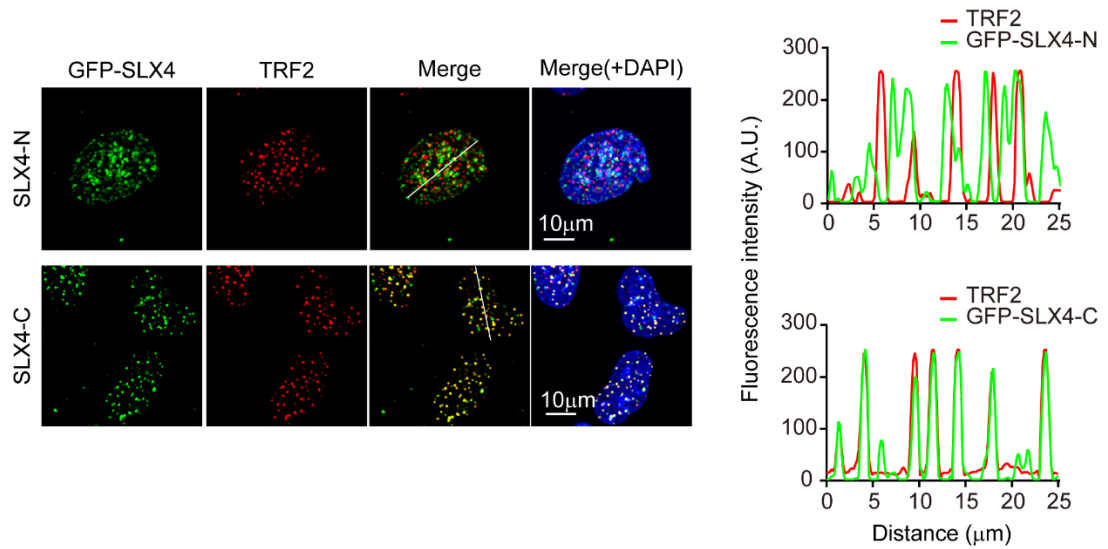 GFP-SLX4 TRF2 Merge Merge(+DAPI)
SLX4-N
10μm 10μm
SLX4-C
10μm 10μm
Fluorescence intensity (A.U.)
TRF2
GFP-SLX4-N
300
200
100
0
0 5 10 15 20 25
TRF2
GFP-SLX4-C
300
200
100
0
0 5 10 15 20 25
Distance (μm)